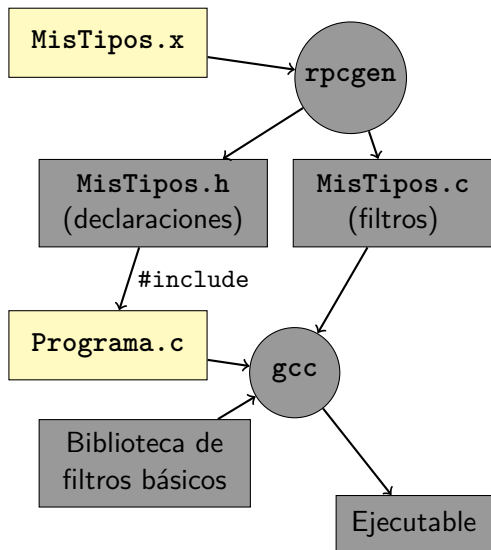 MisTipos.x
rpcgen
MisTipos.h
(declaraciones)
MisTipos.c
(filtros)
#include
Programa.c
gcc
Biblioteca de
filtros básicos
Ejecutable